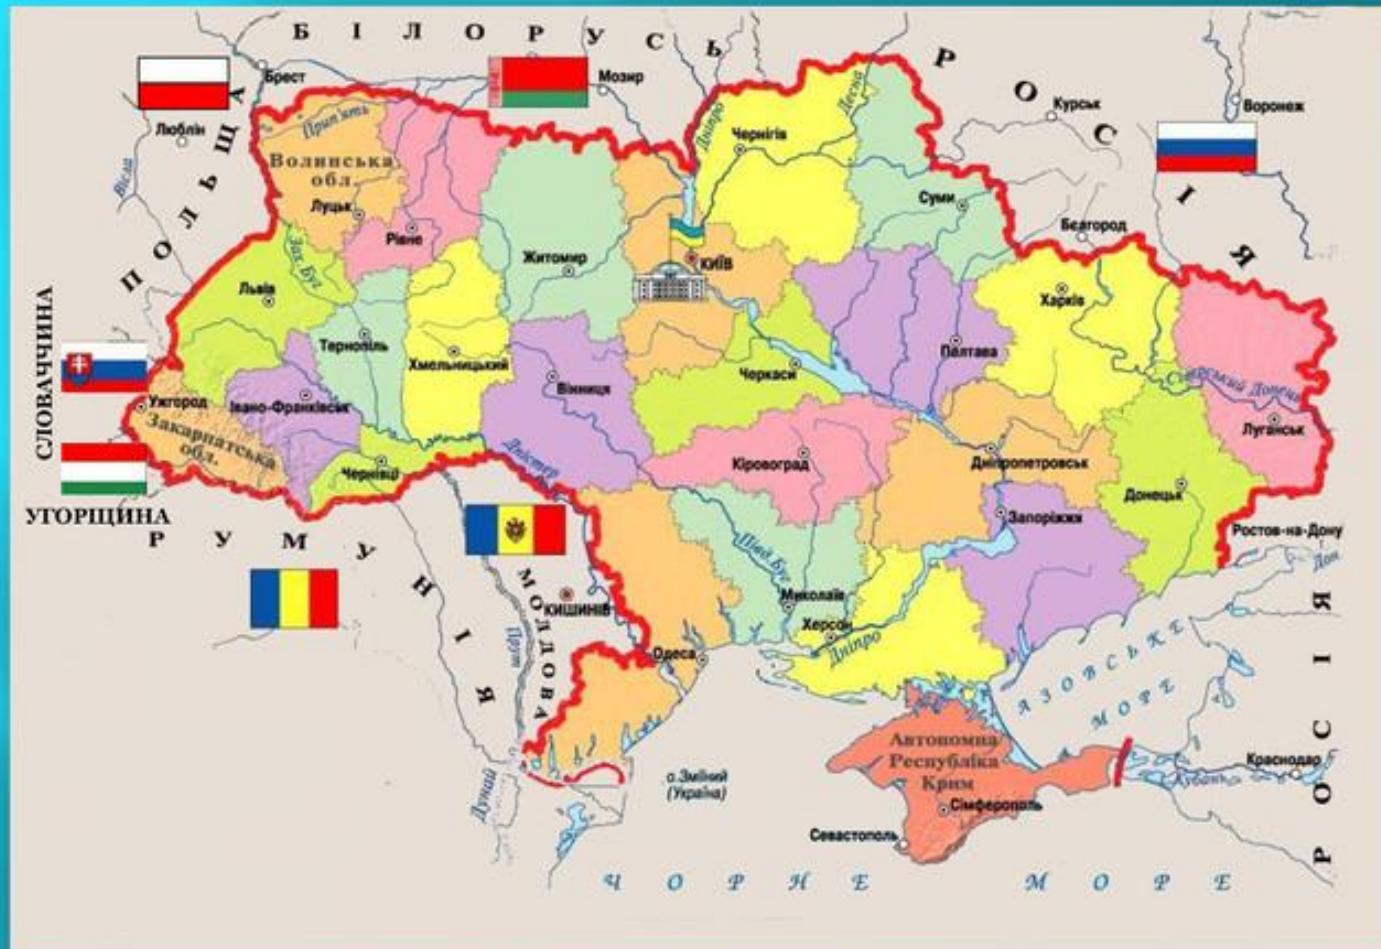 БІЛОРУСЬ
РОСІЯ
Брест
Мозир
Курськ
Воронеж
Люблін
ПОЛЬЩА
Вісла
Прип'ять
Дніпро
Десна
Чернігів
Волинська
обл.
Луцьк
Рівне
Суми
Бєлгород
Зах. Буг
Житомир
КИЇВ
Львів
Харків
СЛОВАЧЧИНА
Тернопіль
Хмельницький
Полтава
Черкаси
Вінниця
Сіверський Донець
Ужгород
Івано-Франківськ
Луганськ
Закарпатська
обл.
Чернівці
Дністер
Кіровоград
Дніпропетровськ
Донецьк
УГОРЩИНА
Запоріжжя
Ростов-на-Дону
РУМУНІЯ
Півд. Буг
Дон
МОЛДОВА
КИШИНІВ
Миколаїв
Херсон
Прут
Дніпро
Одеса
АЗОВСЬКЕ
МОРЕ
РОСІЯ
Автономна
Республіка
Крим
Краснодар
Кубань
Дунай
о.Зміїний
(Україна)
Сімферополь
Севастополь
ЧОРНЕ МОРЕ